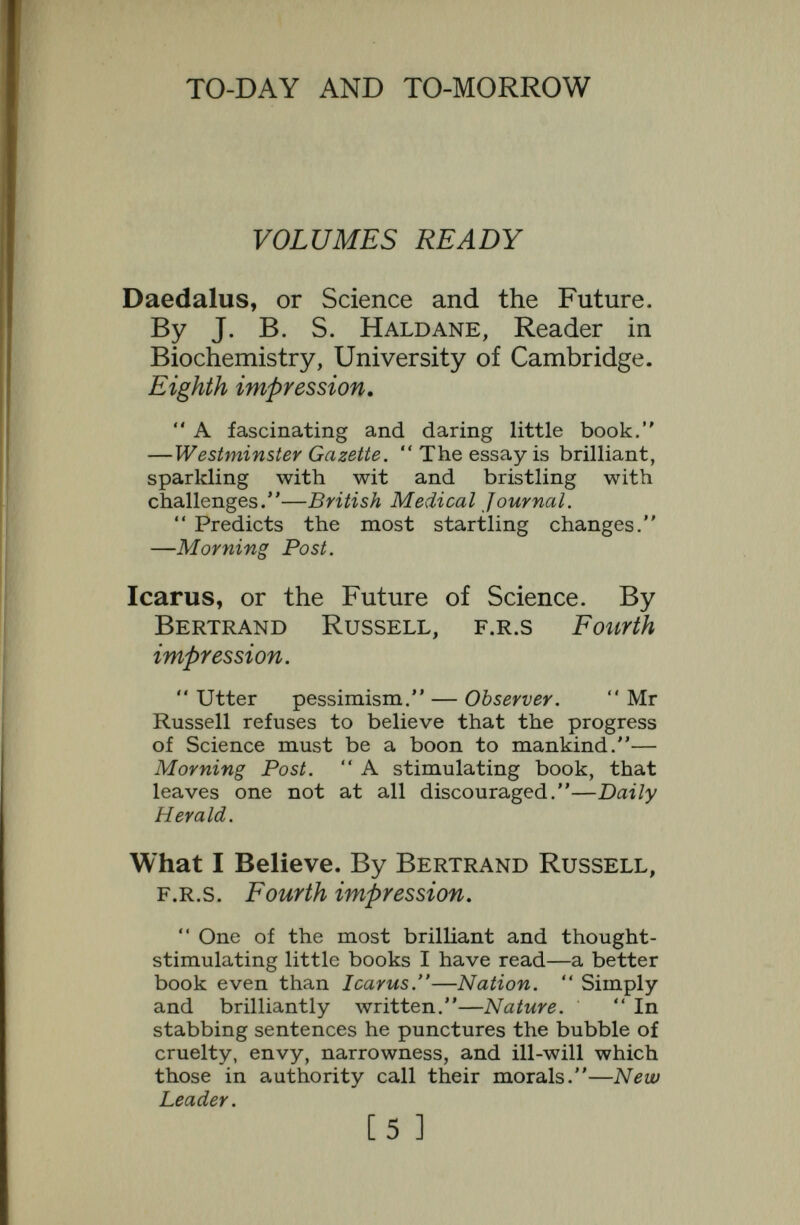 TO-DAY AND TO-MORROW
VOLUMES READY
Daedalus, or Science and the Future.
By J. B. S. HALDANE, Reader in
Biochemistry, University of Cambridge.
Eighth impression.
" A fascinating and daring little book."
—Westminster Gazette. " The essay is brilliant,
sparkling with wit and bristling with
challenges."—British Medical Journal.
" Predicts the most startling changes."
—Morning Post.
Icarus, or the Future of Science. By
BERTRAND RUSSELL, F.R.S Fourth
impression.
" Utter pessimism." — Observer. " Mr
Russell refuses to believe that the progress
of Science must be a boon to mankind."—
Morning Post. " A stimulating book, that
leaves one not at all discouraged."—Daily
Herald.
What I Believe. By BERTRAND RUSSELL,
F.R.S. Fourth impression.
" One of the most brilliant and thought-
stimulating little books I have read—a better
book even than Icarus."—Nation. " Simply
and brilliantly written."—Nature. " In
stabbing sentences he punctures the bubble of
cruelty, envy, narrowness, and ill-will which
those in authority call their morals."—New
Leader.
[ 5 ]